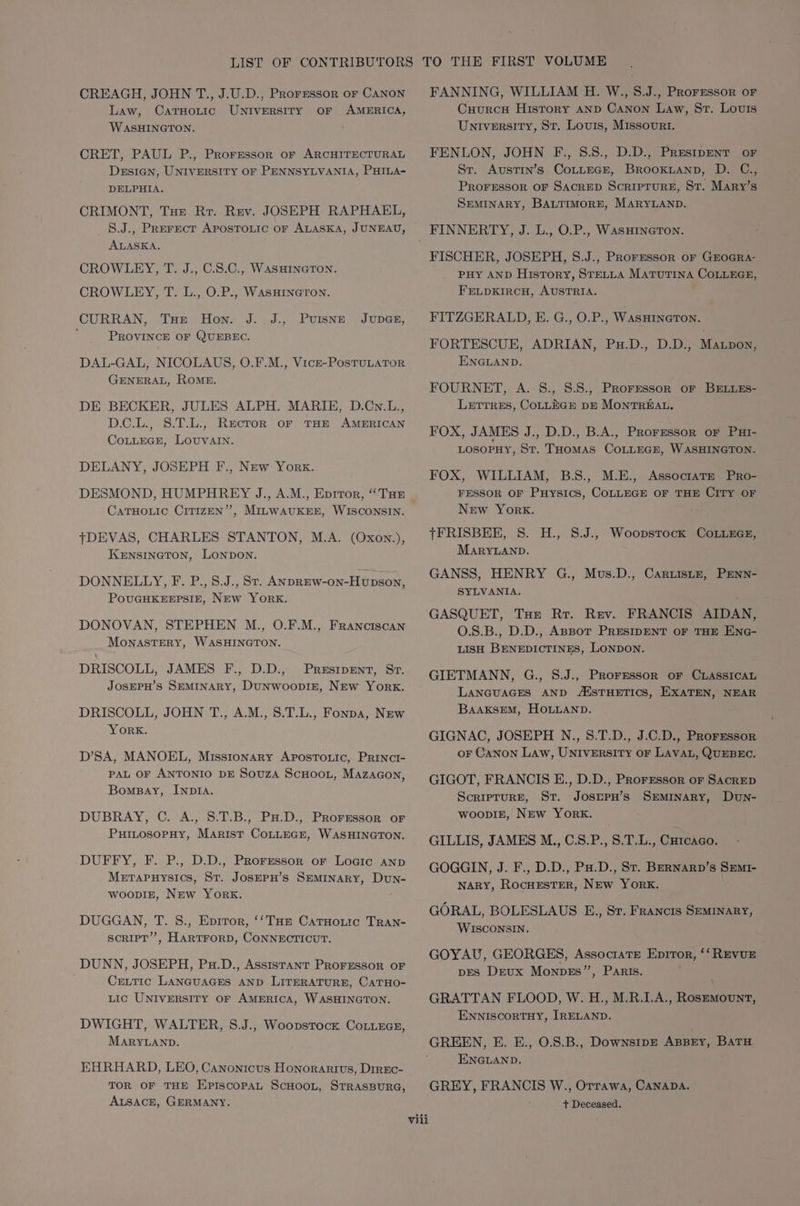 LIST OF CONTRIBUTORS TO THE FIRST VOLUME
CREAGH, JOHN T., J.U.D., PROFESSOR OF CANON
LAW, CATHOLIC UNIVERSITY OF AMERICA,
WASHINGTON.
CRET, PAUL P., PROFESSOR OF ARCHITECTURAL
DESIGN, UNIVERSITY OF PENNSYLVANIA, PHILA-
DELPHIA.
CRIMONT, THE RT. REV. JOSEPH RAPHAEL,
S.J., PREFECT APOSTOLIC OF ALASKA, JUNEAU,
ALASKA.
CROWLEY, T. J., C.S.C., WASHINGTON.
CROWLEY, T. L., O.P., WASHINGTON.
CURRAN, THE HON. J. J., PUISNE JUDGE,
PROVINCE OF QUEBEC.
DAL-GAL, NICOLAUS, O.F.M., VICE-POSTULATOR
GENERAL, ROME.
DE BECKER, JULES ALPH. MARIE, D.CN.L.,
D.C.L., S.T.L., RECTOR OF THE AMERICAN
COLLEGE, LOUVAIN.
DELANY, JOSEPH F., NEW YORK.
DESMOND, HUMPHREY J., A.M., EDITOR, “THE
CATHOLIC CITIZEN”, MILWAUKEE, WISCONSIN.
†DEVAS, CHARLES STANTON, M.A. (OXON.),
KENSINGTON, LONDON.
DONNELLY, F. P., S.J., ST. ANDREW-ON-HUDSON,
POUGHKEEPSIE, NEW YORK.
DONOVAN, STEPHEN M., O.F.M., FRANCISCAN
MONASTERY, WASHINGTON.
DRISCOLL, JAMES F., D.D., PRESIDENT, ST.
JOSEPH'S SEMINARY, DUNWOODIE, NEW YORK.
DRISCOLL, JOHN T., A.M., S.T.L., FONDA, NEW
YORK.
D'SA, MANOEL, MISSIONARY APOSTOLIC, PRINCI-
PAL OF ANTONIO DE SOUZA SCHOOL, MAZAGON,
BOMBAY, INDIA.
DUBRAY, C. A., S.T.B., PH.D., PROFESSOR OF
PHILOSOPHY, MARIST COLLEGE, WASHINGTON.
DUFFY, F. P., D.D., PROFESSOR OF LOGIC AND
METAPHYSICS, ST. JOSEPH'S SEMINARY, DUN-
WOODIE, NEW YORK.
DUGGAN, T. S., EDITOR, “THE CATHOLIC TRAN-
SCRIPT”, HARTFORD, CONNECTICUT.
DUNN, JOSEPH, PH.D., ASSISTANT PROFESSOR OF
CELTIC LANGUAGES AND LITERATURE, CATHO-
LIC UNIVERSITY OF AMERICA, WASHINGTON.
DWIGHT, WALTER, S.J., WOODSTOCK COLLEGE,
MARYLAND.
EHRHARD, LEO, CANONICUS HONORARIUS, DIREC-
TOR OF THE EPISCOPAL SCHOOL, STRASBURG,
ALSACE, GERMANY.
FANNING, WILLIAM H. W., S.J., PROFESSOR OF
CHURCH HISTORY AND CANON LAW, ST. LOUIS
UNIVERSITY, ST. LOUIS, MISSOURI.
FENLON, JOHN F., S.S., D.D., PRESIDENT OF
ST. AUSTIN'S COLLEGE, BROOKLAND, D. C.,
PROFESSOR OF SACRED SCRIPTURE, ST. MARY'S
SEMINARY, BALTIMORE, MARYLAND.
FINNERTY, J. L., O.P., WASHINGTON.
FISCHER, JOSEPH, S.J., PROFESSOR OF GEOGRA-
PHY AND HISTORY, STELLA MATUTINA COLLEGE,
FELDKIRCH, AUSTRIA.
FITZGERALD, E. G., O.P., WASHINGTON.
FORTESCUE, ADRIAN, PH.D., D.D., MALDON,
ENGLAND.
FOURNET, A. S., S.S., PROFESSOR OF BELLES-
LETTRES, COLLÈGE DE MONTRÉAL.
FOX, JAMES J., D.D., B.A., PROFESSOR OF PHI-
LOSOPHY, ST. THOMAS COLLEGE, WASHINGTON.
FOX, WILLIAM, B.S., M.E., ASSOCIATE PRO-
FESSOR OF PHYSICS, COLLEGE OF THE CITY OF
NEW YORK.
†FRISBEE, S. H., S.J., WOODSTOCK COLLEGE,
MARYLAND.
GANSS, HENRY G., MUS.D., CARLISLE, PENN-
SYLVANIA.
GASQUET, THE RT. REV. FRANCIS AIDAN,
O.S.B., D.D., ABBOT PRESIDENT OF THE ENG-
LISH BENEDICTINES, LONDON.
GIETMANN, G., S.J., PROFESSOR OF CLASSICAL
LANGUAGES AND ÆSTHETICS, EXATEN, NEAR
BAAKSEM, HOLLAND.
GIGNAC, JOSEPH N., S.T.D., J.C.D., PROFESSOR
OF CANON LAW, UNIVERSITY OF LAVAL, QUEBEC.
GIGOT, FRANCIS E., D.D., PROFESSOR OF SACRED
SCRIPTURE, ST. JOSEPH'S SEMINARY, DUN-
WOODIE, NEW YORK.
GILLIS, JAMES M., C.S.P., S.T.L., CHICAGO.
GOGGIN, J. F., D.D., PH.D., ST. BERNARD'S SEMI-
NARY, ROCHESTER, NEW YORK.
GÓRAL, BOLESLAUS E., ST. FRANCIS SEMINARY,
WISCONSIN.
GOYAU, GEORGES, ASSOCIATE EDITOR, “REVUE
DES DEUX MONDES”, PARIS.
GRATTAN FLOOD, W. H., M.R.I.A., ROSEMOUNT,
ENNISCORTHY, IRELAND.
GREEN, E. E., O.S.B., DOWNSIDE ABBEY, BATH
ENGLAND.
GREY, FRANCIS W., OTTAWA, CANADA.
† Deceased.
viii